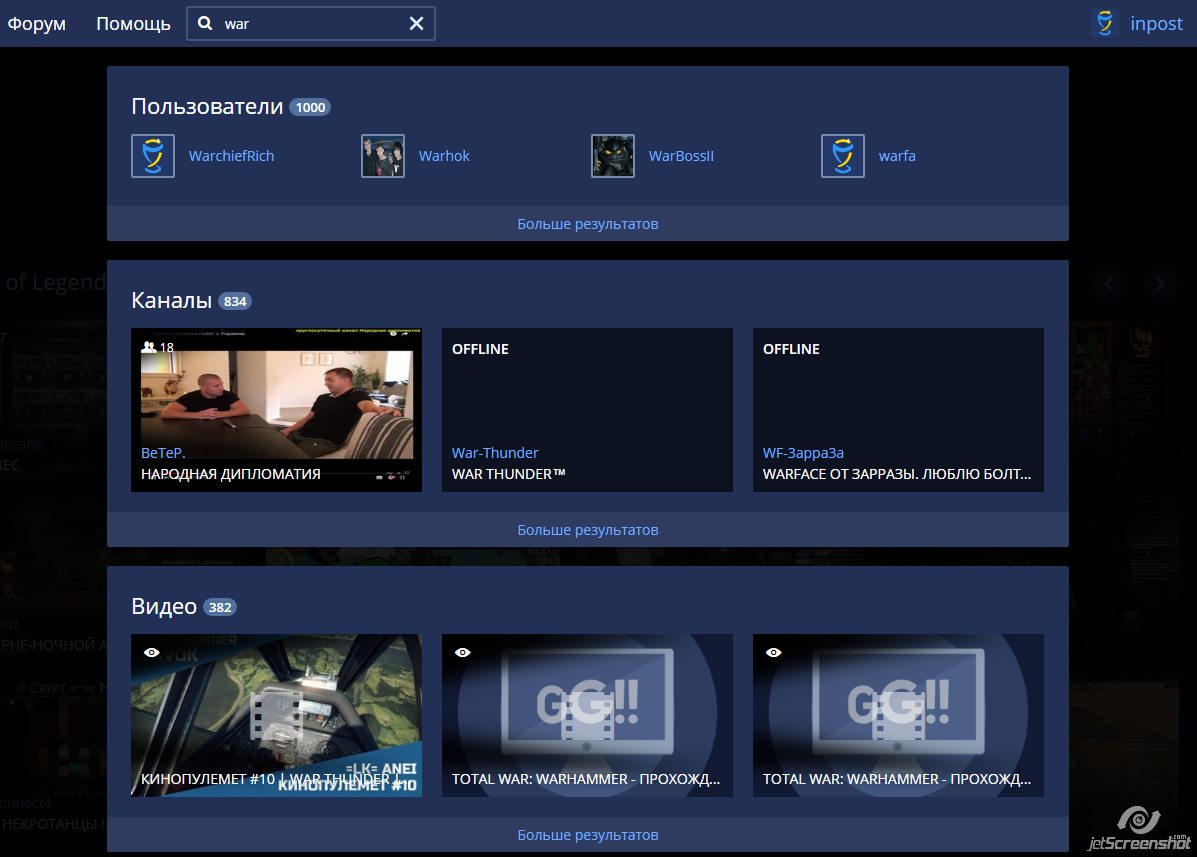 Форум Помощь war inpost
Пользователи 1000
WarchiefRich Warhok WarBossII warfa
Больше результатов
of Legend
Каналы 834
18 OFFLINE OFFLINE
ВеТеР. War-Thunder WF-3appa3a
НАРОДНАЯ ДИПЛОМАТИЯ WAR THUNDER™ WARFACE ОТ ЗАРРАЗЫ. ЛЮБЛЮ БОЛТ...
Больше результатов
Видео 382
THUNDER
GG!! GG!!
=LK= ANEI
КИНОПУЛЕМЕТ #10 | WAR THUNDER | TOTAL WAR: WARHAMMER - ПРОХОЖД... TOTAL WAR: WARHAMMER - ПРОХОЖД...
КИНОПУЛЕМЕТ #10
onnect4
НЕКРОТАНЦЫ !
Больше результатов
jetScreenshot.com